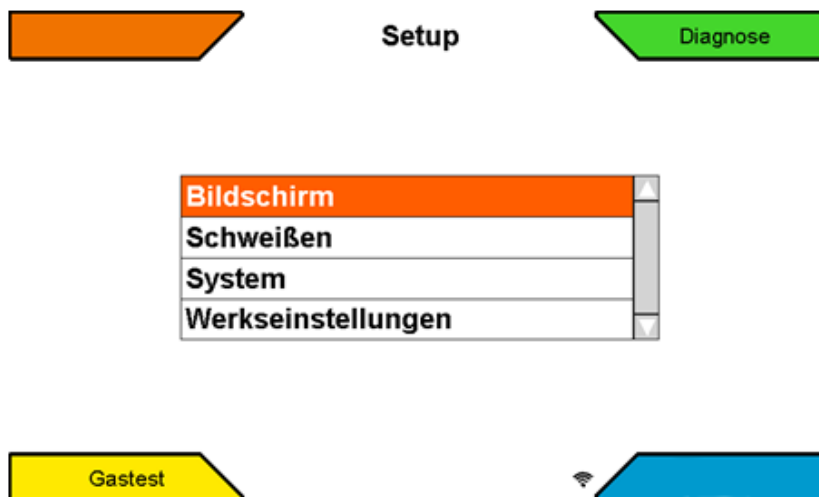 Setup
Diagnose
Bildschirm
Schweißen
System
Werkseinstellungen
Gastest